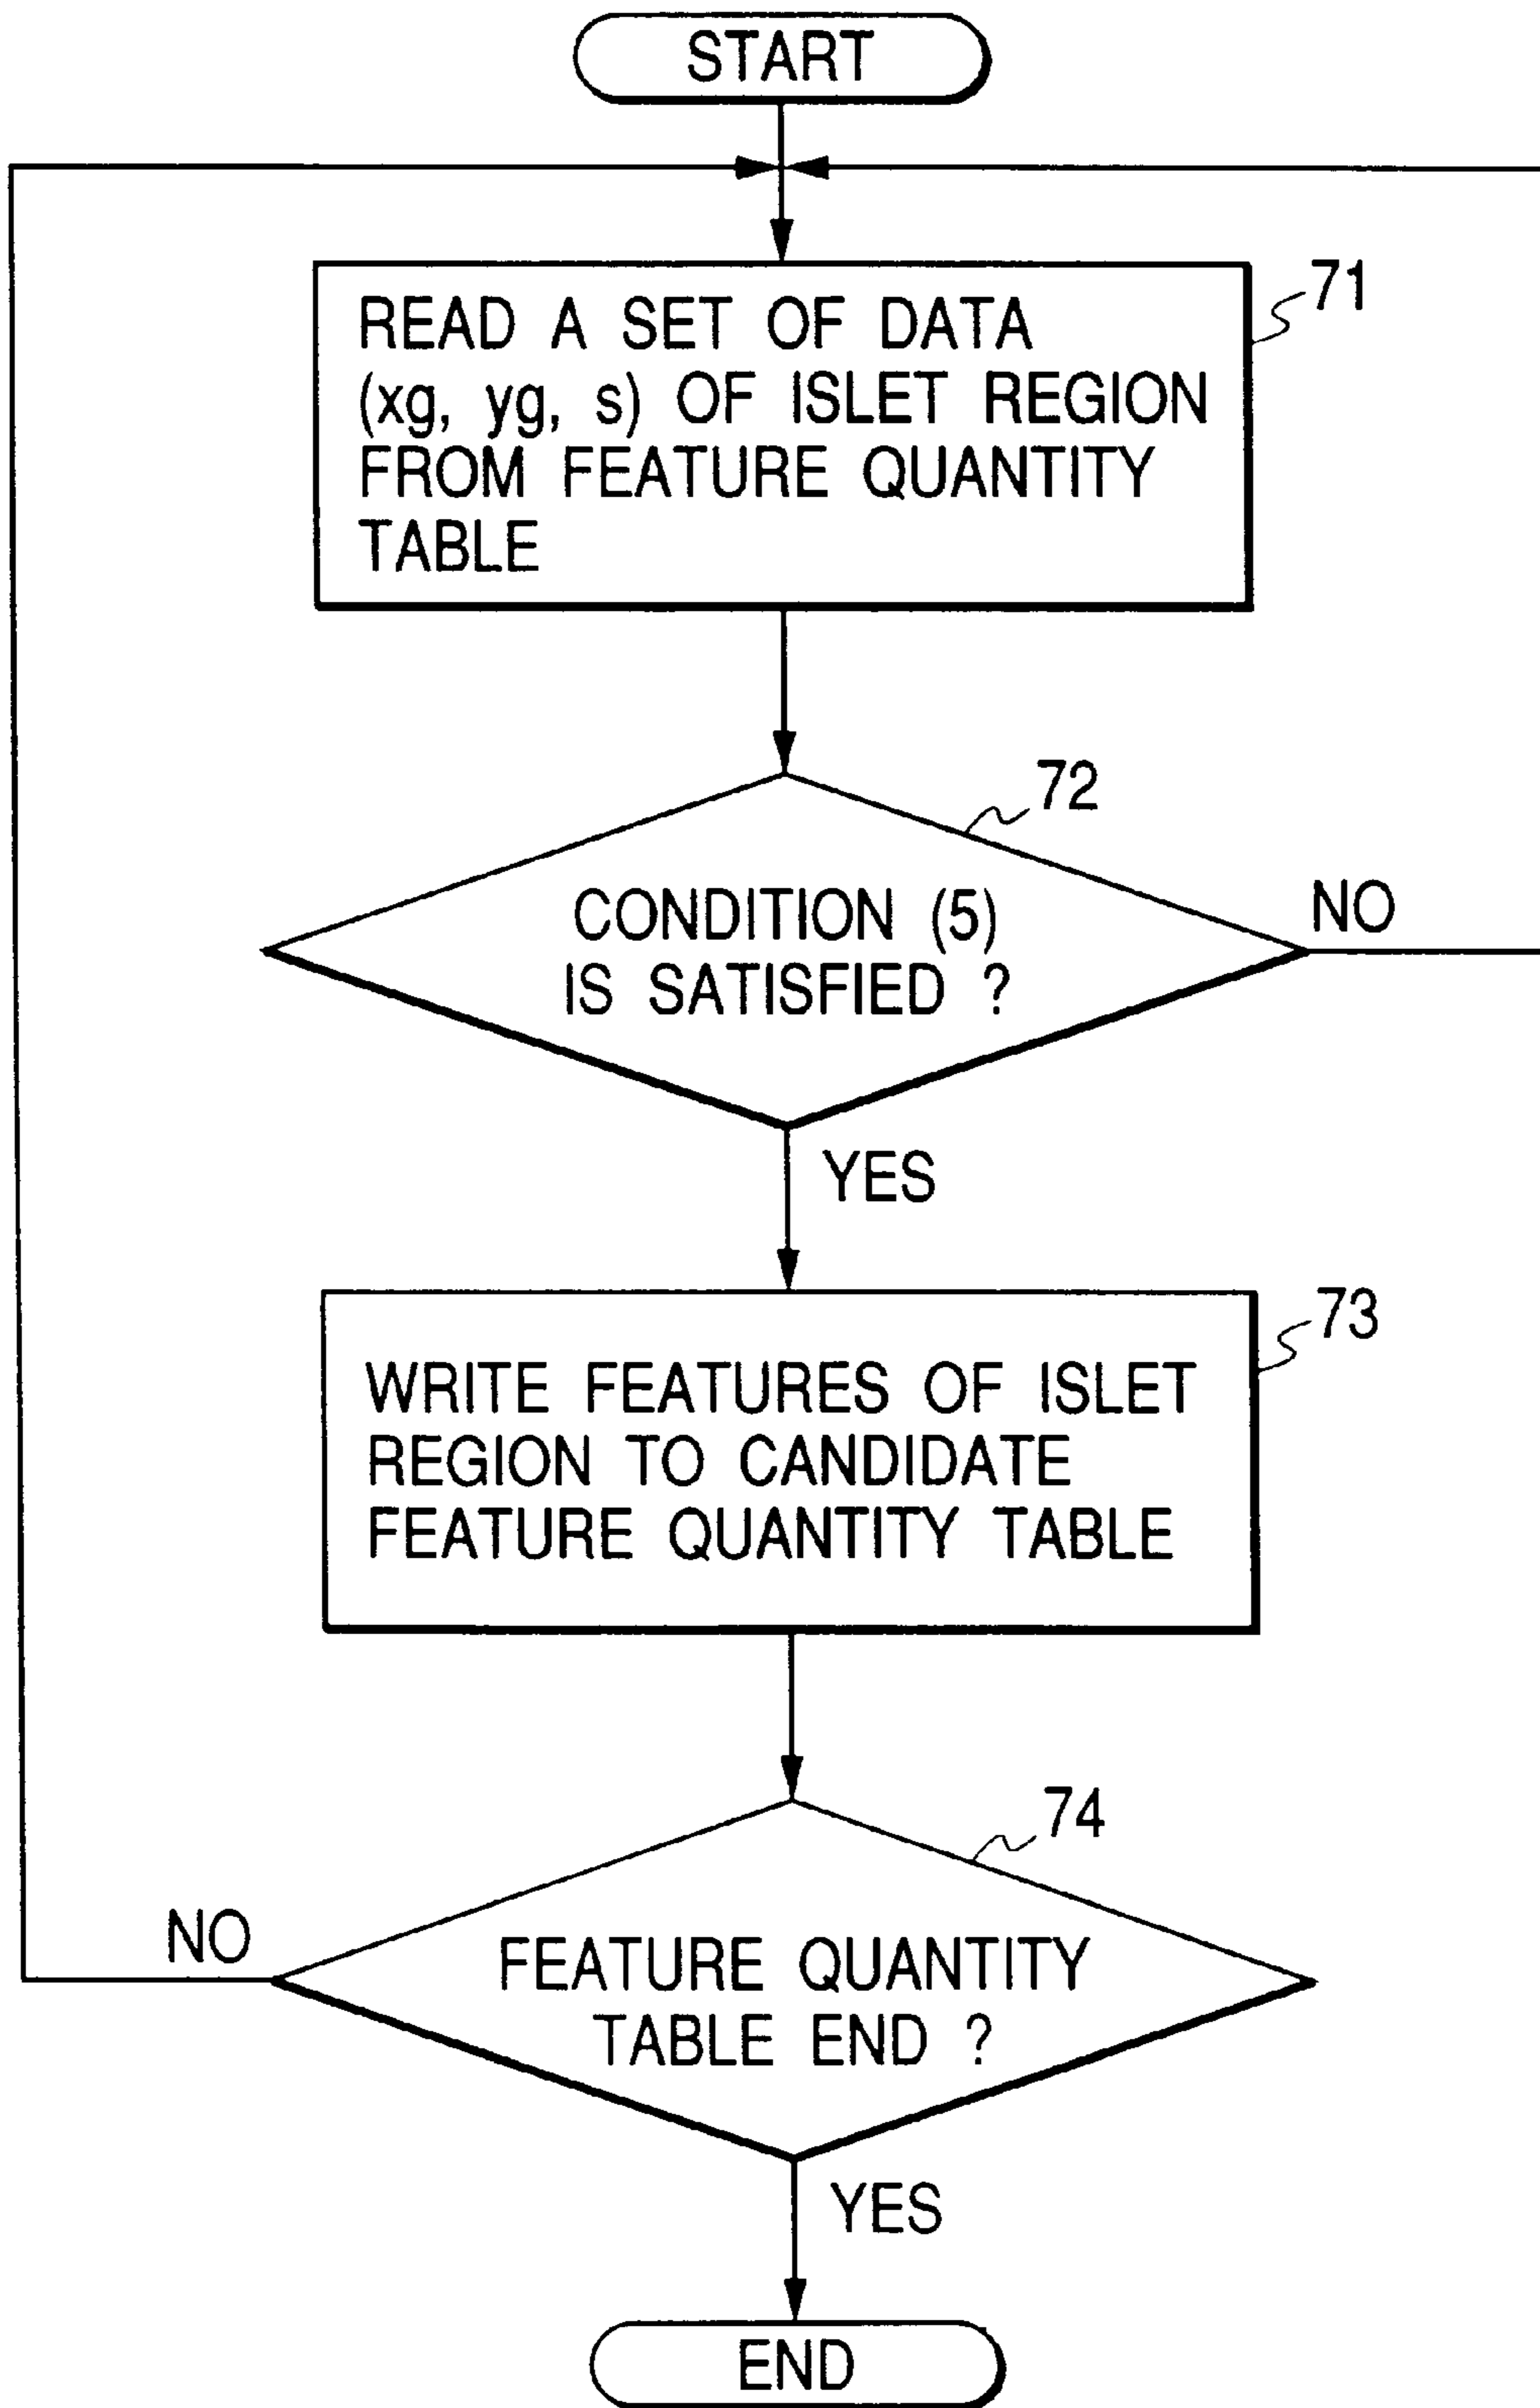 START
71
READ A SET OF DATA
(xg, yg, s) OF ISLET REGION
FROM FEATURE QUANTITY
TABLE
72
CONDITION (5)
IS SATISFIED ?
NO
YES
73
WRITE FEATURES OF ISLET
REGION TO CANDIDATE
FEATURE QUANTITY TABLE
74
NO
FEATURE QUANTITY
TABLE END ?
YES
END